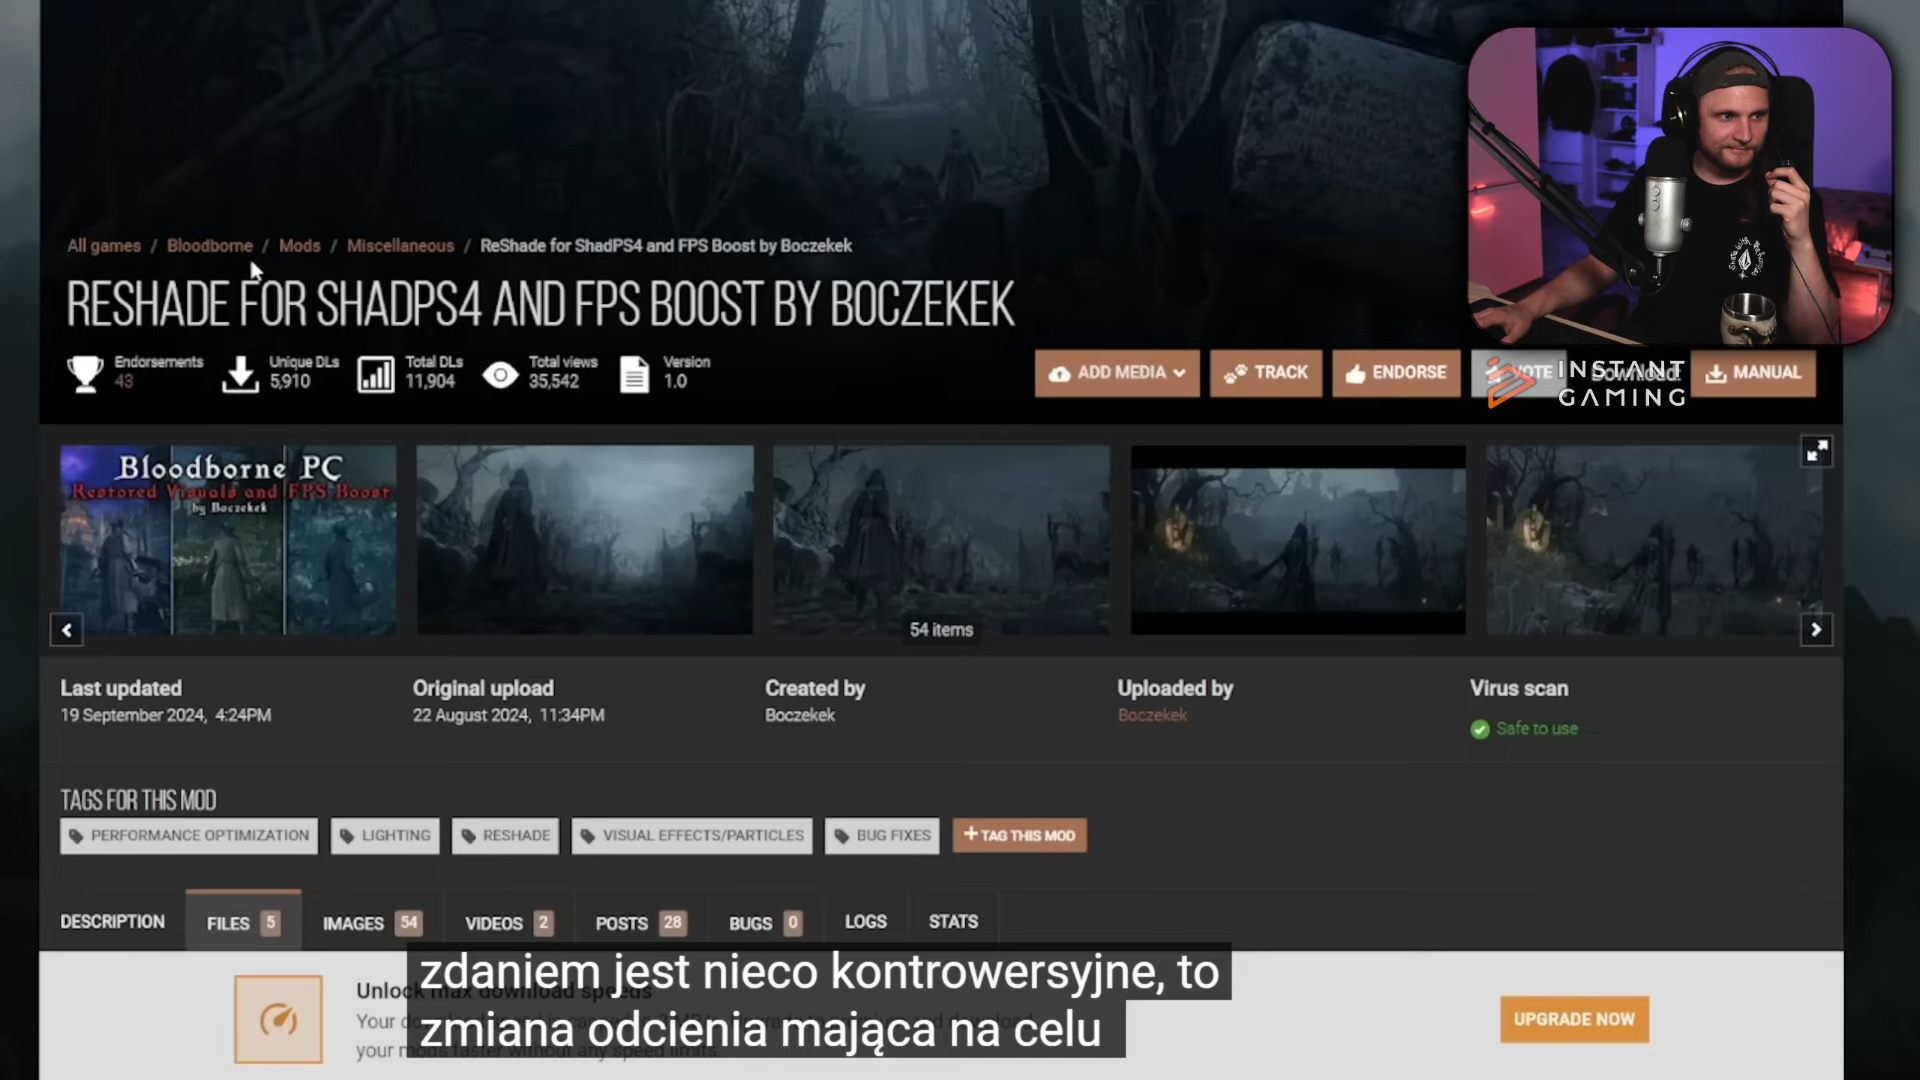 All games / Bloodborne / Mods / Miscellaneous / ReShade for ShadPS4 and FPS Boost by Boczekek
RESHADE FOR SHADPS4 AND FPS BOOST BY BOCZEKEK
Endorsements
43
Unique DLs
5,910
Total DLs
11,904
Total views
35,542
Version
1.0
ADD MEDIA
TRACK
ENDORSE
VOTE
Download:
MANUAL
INSTANT
GAMING
Bloodborne PC
Restored Visuals and FPS Boost
by Boczekek
54 items
Last updated
19 September 2024, 4:24PM
Original upload
22 August 2024, 11:34PM
Created by
Boczekek
Uploaded by
Boczekek
Virus scan
Safe to use
TAGS FOR THIS MOD
PERFORMANCE OPTIMIZATION
LIGHTING
RESHADE
VISUAL EFFECTS/PARTICLES
BUG FIXES
+ TAG THIS MOD
DESCRIPTION
FILES 5
IMAGES 54
VIDEOS 2
POSTS 28
BUGS 0
LOGS
STATS
zdaniem jest nieco kontrowersyjne, to
zmiana odcienia mająca na celu
Unlock max download speeds
UPGRADE NOW